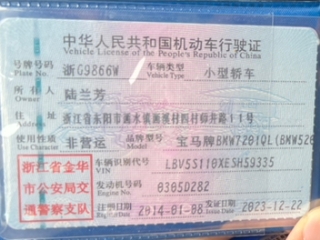 中华人民共和国机动车行驶证
Vehicle License of the People's Republic of China
号牌号码 浙G9866W 车辆类型 小型轿车
Plate No. Vehicle Type
所有人 陆兰芳
Owner
住址 浙江省东阳市 镇 四村师井路11号
Address
使用性质 非营运 品牌型号 宝马牌BMW7201QL(BMW520
Use Character Model
浙江省金华
市公安局交
通警察支队
车辆识别代号 LBV5S110XESH59335
VIN
发动机号码 0305D282
Engine No.
注册日期 2014-01-08 发证日期 2023-12-22
Register Date Issue Date